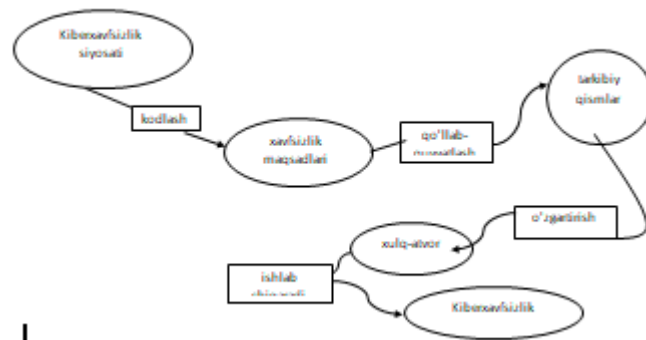 Kiberxavfsizlik
siyosati
kodlash
xavfsizlik
maqsadlari
qo'llab-
quvvatlash
tarkibiy
qismlar
o'zgartirish
xulq-atvor
ishlab
Kiberxavfsizlik